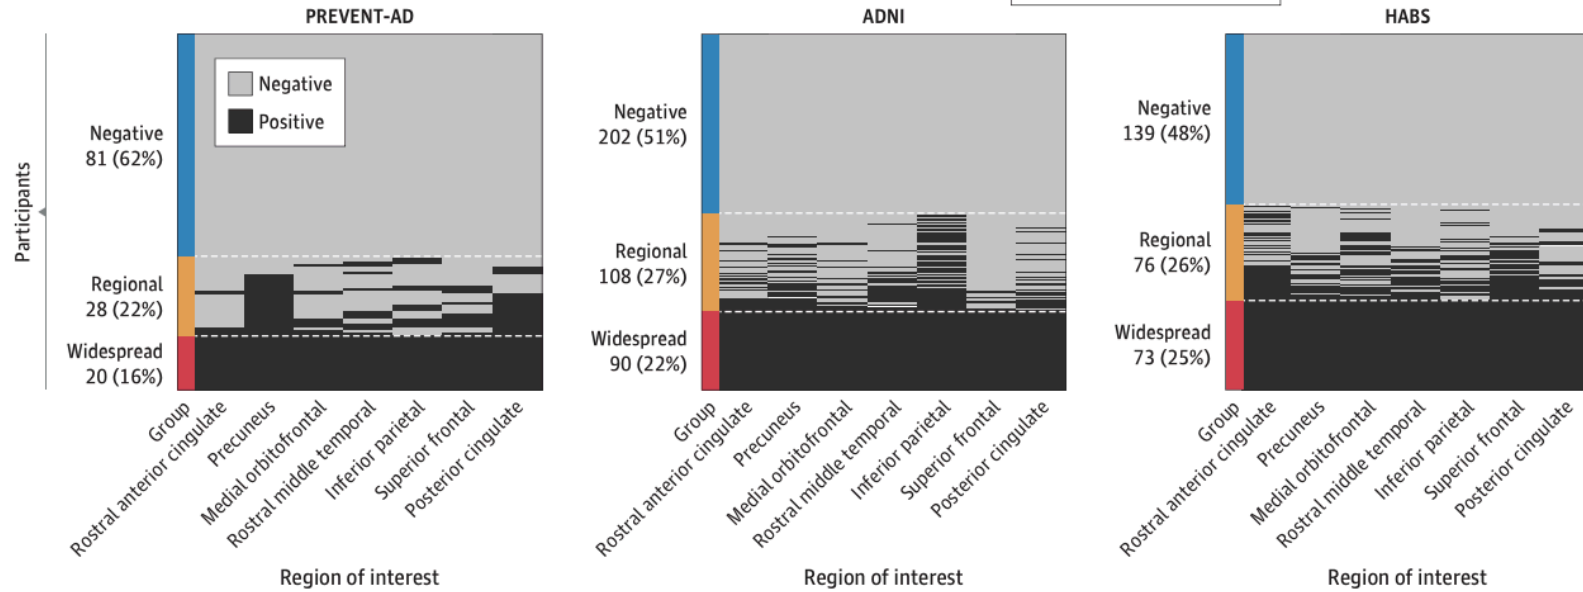 PREVENT-AD
Participants
Negative
81 (62%)
Regional
28 (22%)
Widespread
20 (16%)
Negative
Positive
Group
Rostral anterior cingulate
Precuneus
Medial orbitofrontal
Rostral middle temporal
Inferior parietal
Superior frontal
Posterior cingulate
Region of interest
ADNI
Negative
202 (51%)
Regional
108 (27%)
Widespread
90 (22%)
Group
Rostral anterior cingulate
Precuneus
Medial orbitofrontal
Rostral middle temporal
Inferior parietal
Superior frontal
Posterior cingulate
Region of interest
HABS
Negative
139 (48%)
Regional
76 (26%)
Widespread
73 (25%)
Group
Rostral anterior cingulate
Precuneus
Medial orbitofrontal
Rostral middle temporal
Inferior parietal
Superior frontal
Posterior cingulate
Region of interest